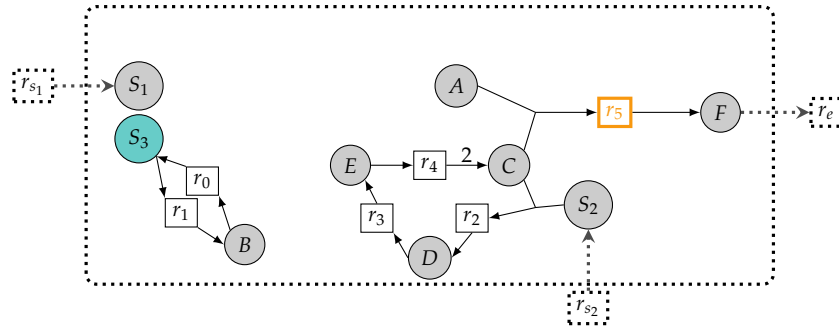 r_{s_1}
S_1
A
r_5
F
r_e
S_3
E
r_4
2
C
r_0
r_1
r_3
r_2
S_2
B
D
r_{s_2}